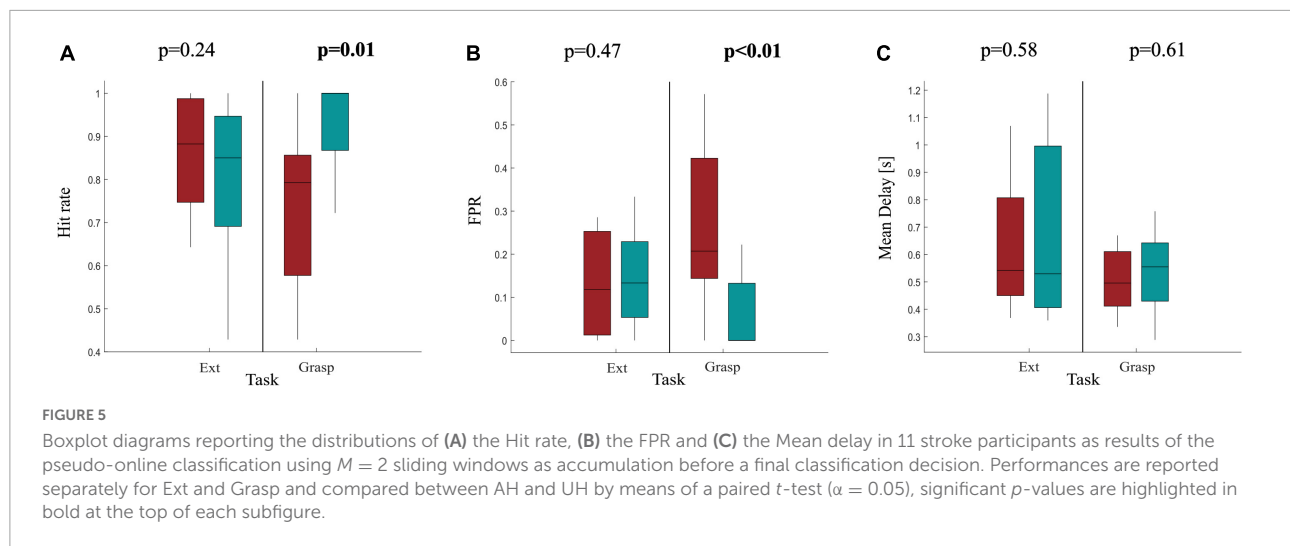 A p=0.24 p=0.01 B p=0.47 p<0.01 C p=0.58 p=0.61
Hit rate
1
0.9
0.8
0.7
0.6
0.5
0.4
Ext Grasp
Task
FPR
0.6
0.5
0.4
0.3
0.2
0.1
0
Ext Grasp
Task
Mean Delay [s]
1.2
1.1
1
0.9
0.8
0.7
0.6
0.5
0.4
0.3
Ext Grasp
Task
FIGURE 5
Boxplot diagrams reporting the distributions of (A) the Hit rate, (B) the FPR and (C) the Mean delay in 11 stroke participants as results of the
pseudo-online classification using M = 2 sliding windows as accumulation before a final classification decision. Performances are reported
separately for Ext and Grasp and compared between AH and UH by means of a paired t-test (α = 0.05), significant p-values are highlighted in
bold at the top of each subfigure.